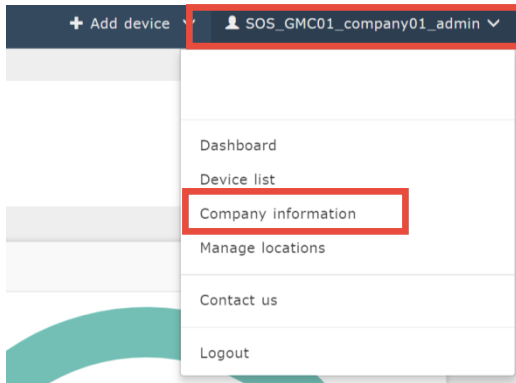 + Add device
SOS_GMC01_company01_admin
Dashboard
Device list
Company information
Manage locations
Contact us
Logout